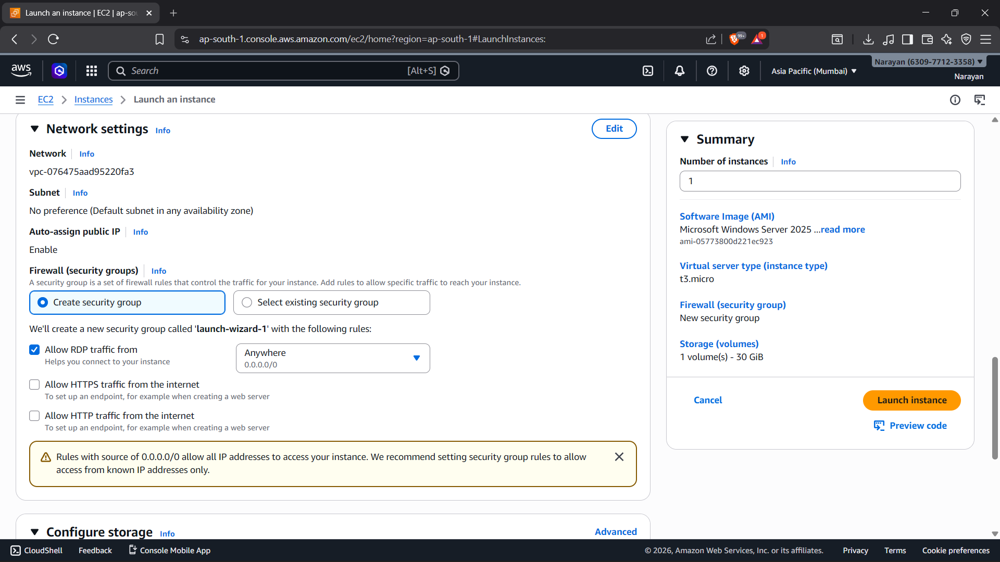 Launch an instance | EC2 | ap-so
ap-south-1.console.aws.amazon.com/ec2/home?region=ap-south-1#LaunchInstances:
99+
1
aws
Search
[Alt+S]
Asia Pacific (Mumbai)
Narayan (6309-7712-3358)
Narayan
EC2
Instances
Launch an instance
Network settings Info
Edit
Network Info
vpc-076475aad95220fa3
Subnet Info
No preference (Default subnet in any availability zone)
Auto-assign public IP Info
Enable
Firewall (security groups) Info
A security group is a set of firewall rules that control the traffic for your instance. Add rules to allow specific traffic to reach your instance.
Create security group
Select existing security group
We'll create a new security group called 'launch-wizard-1' with the following rules:
Allow RDP traffic from
Helps you connect to your instance
Anywhere
0.0.0.0/0
Allow HTTPS traffic from the internet
To set up an endpoint, for example when creating a web server
Allow HTTP traffic from the internet
To set up an endpoint, for example when creating a web server
Rules with source of 0.0.0.0/0 allow all IP addresses to access your instance. We recommend setting security group rules to allow
access from known IP addresses only.
Configure storage Info
Advanced
Summary
Number of instances Info
1
Software Image (AMI)
Microsoft Windows Server 2025 ...read more
ami-05773800d221ec923
Virtual server type (instance type)
t3.micro
Firewall (security group)
New security group
Storage (volumes)
1 volume(s) - 30 GiB
Cancel
Launch instance
Preview code
CloudShell
Feedback
Console Mobile App
© 2026, Amazon Web Services, Inc. or its affiliates.
Privacy
Terms
Cookie preferences